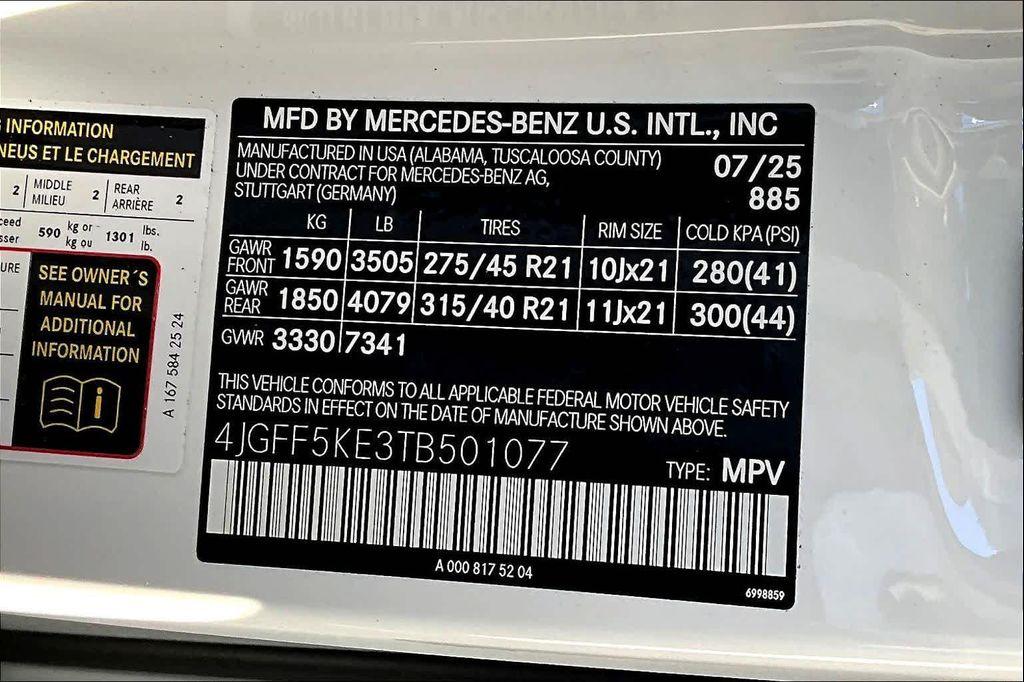 INFORMATION
NEUS ET LE CHARGEMENT
2 MIDDLE MILIEU 2 REAR ARRIÈRE 2
590 kg or kg ou 1301 lbs. lb.
SEE OWNER´S
MANUAL FOR
ADDITIONAL
INFORMATION
i
A 167 584 25 24
MFD BY MERCEDES-BENZ U.S. INTL., INC
MANUFACTURED IN USA (ALABAMA, TUSCALOOSA COUNTY)
UNDER CONTRACT FOR MERCEDES-BENZ AG,
STUTTGART (GERMANY)
07/25
885
KG LB TIRES RIM SIZE COLD KPA (PSI)
GAWR FRONT 1590 3505 275/45 R21 10Jx21 280(41)
GAWR REAR 1850 4079 315/40 R21 11Jx21 300(44)
GVWR 3330 7341
THIS VEHICLE CONFORMS TO ALL APPLICABLE FEDERAL MOTOR VEHICLE SAFETY
STANDARDS IN EFFECT ON THE DATE OF MANUFACTURE SHOWN ABOVE.
4JGFF5KE3TB501077
TYPE: MPV
A 000 817 52 04
6998859